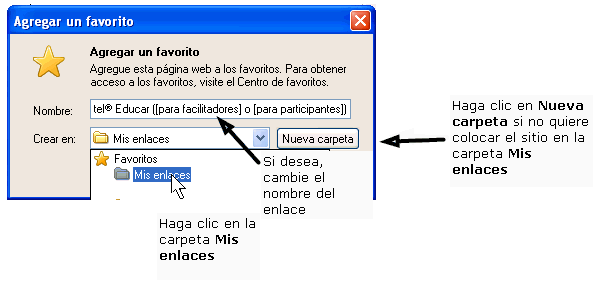 Agregar un favorito
Agregar un favorito
Agregue esta página web a los favoritos. Para obtener
acceso a los favoritos, visite el Centro de favoritos.
Nombre:
tel® Educar ([para facilitadores] o [para participantes])
Crear en:
Mis enlaces
Nueva carpeta
Favoritos
Mis enlaces
Si desea,
cambie el
nombre del
enlace
Haga clic en la
carpeta Mis
enlaces
Haga clic en Nueva
carpeta si no quiere
colocar el sitio en la
carpeta Mis
enlaces